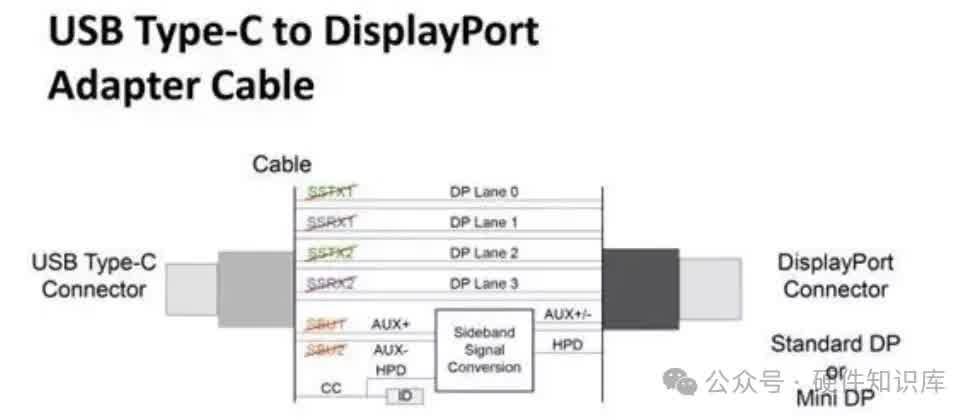 USB Type-C to DisplayPort
Adapter Cable
Cable
SSTX1 DP Lane 0
SSRX1 DP Lane 1
SSTX2 DP Lane 2
SSRX2 DP Lane 3
USB Type-C
Connector
DisplayPort
Connector
SBU1 AUX+
SBU2 AUX-
HPD
CC
ID
Sideband
Signal
Conversion
AUX+/-
HPD
Standard DP
or
Mini DP
公众号 · 硬件知识库